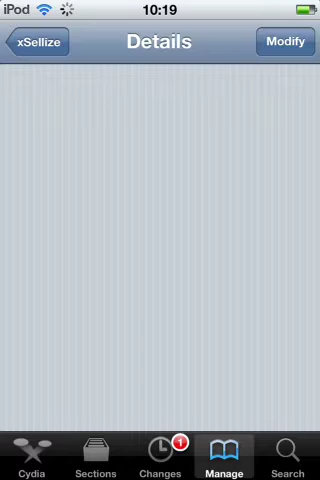 iPod 10:19
xSellize Details Modify
1
Cydia Sections Changes Manage Search